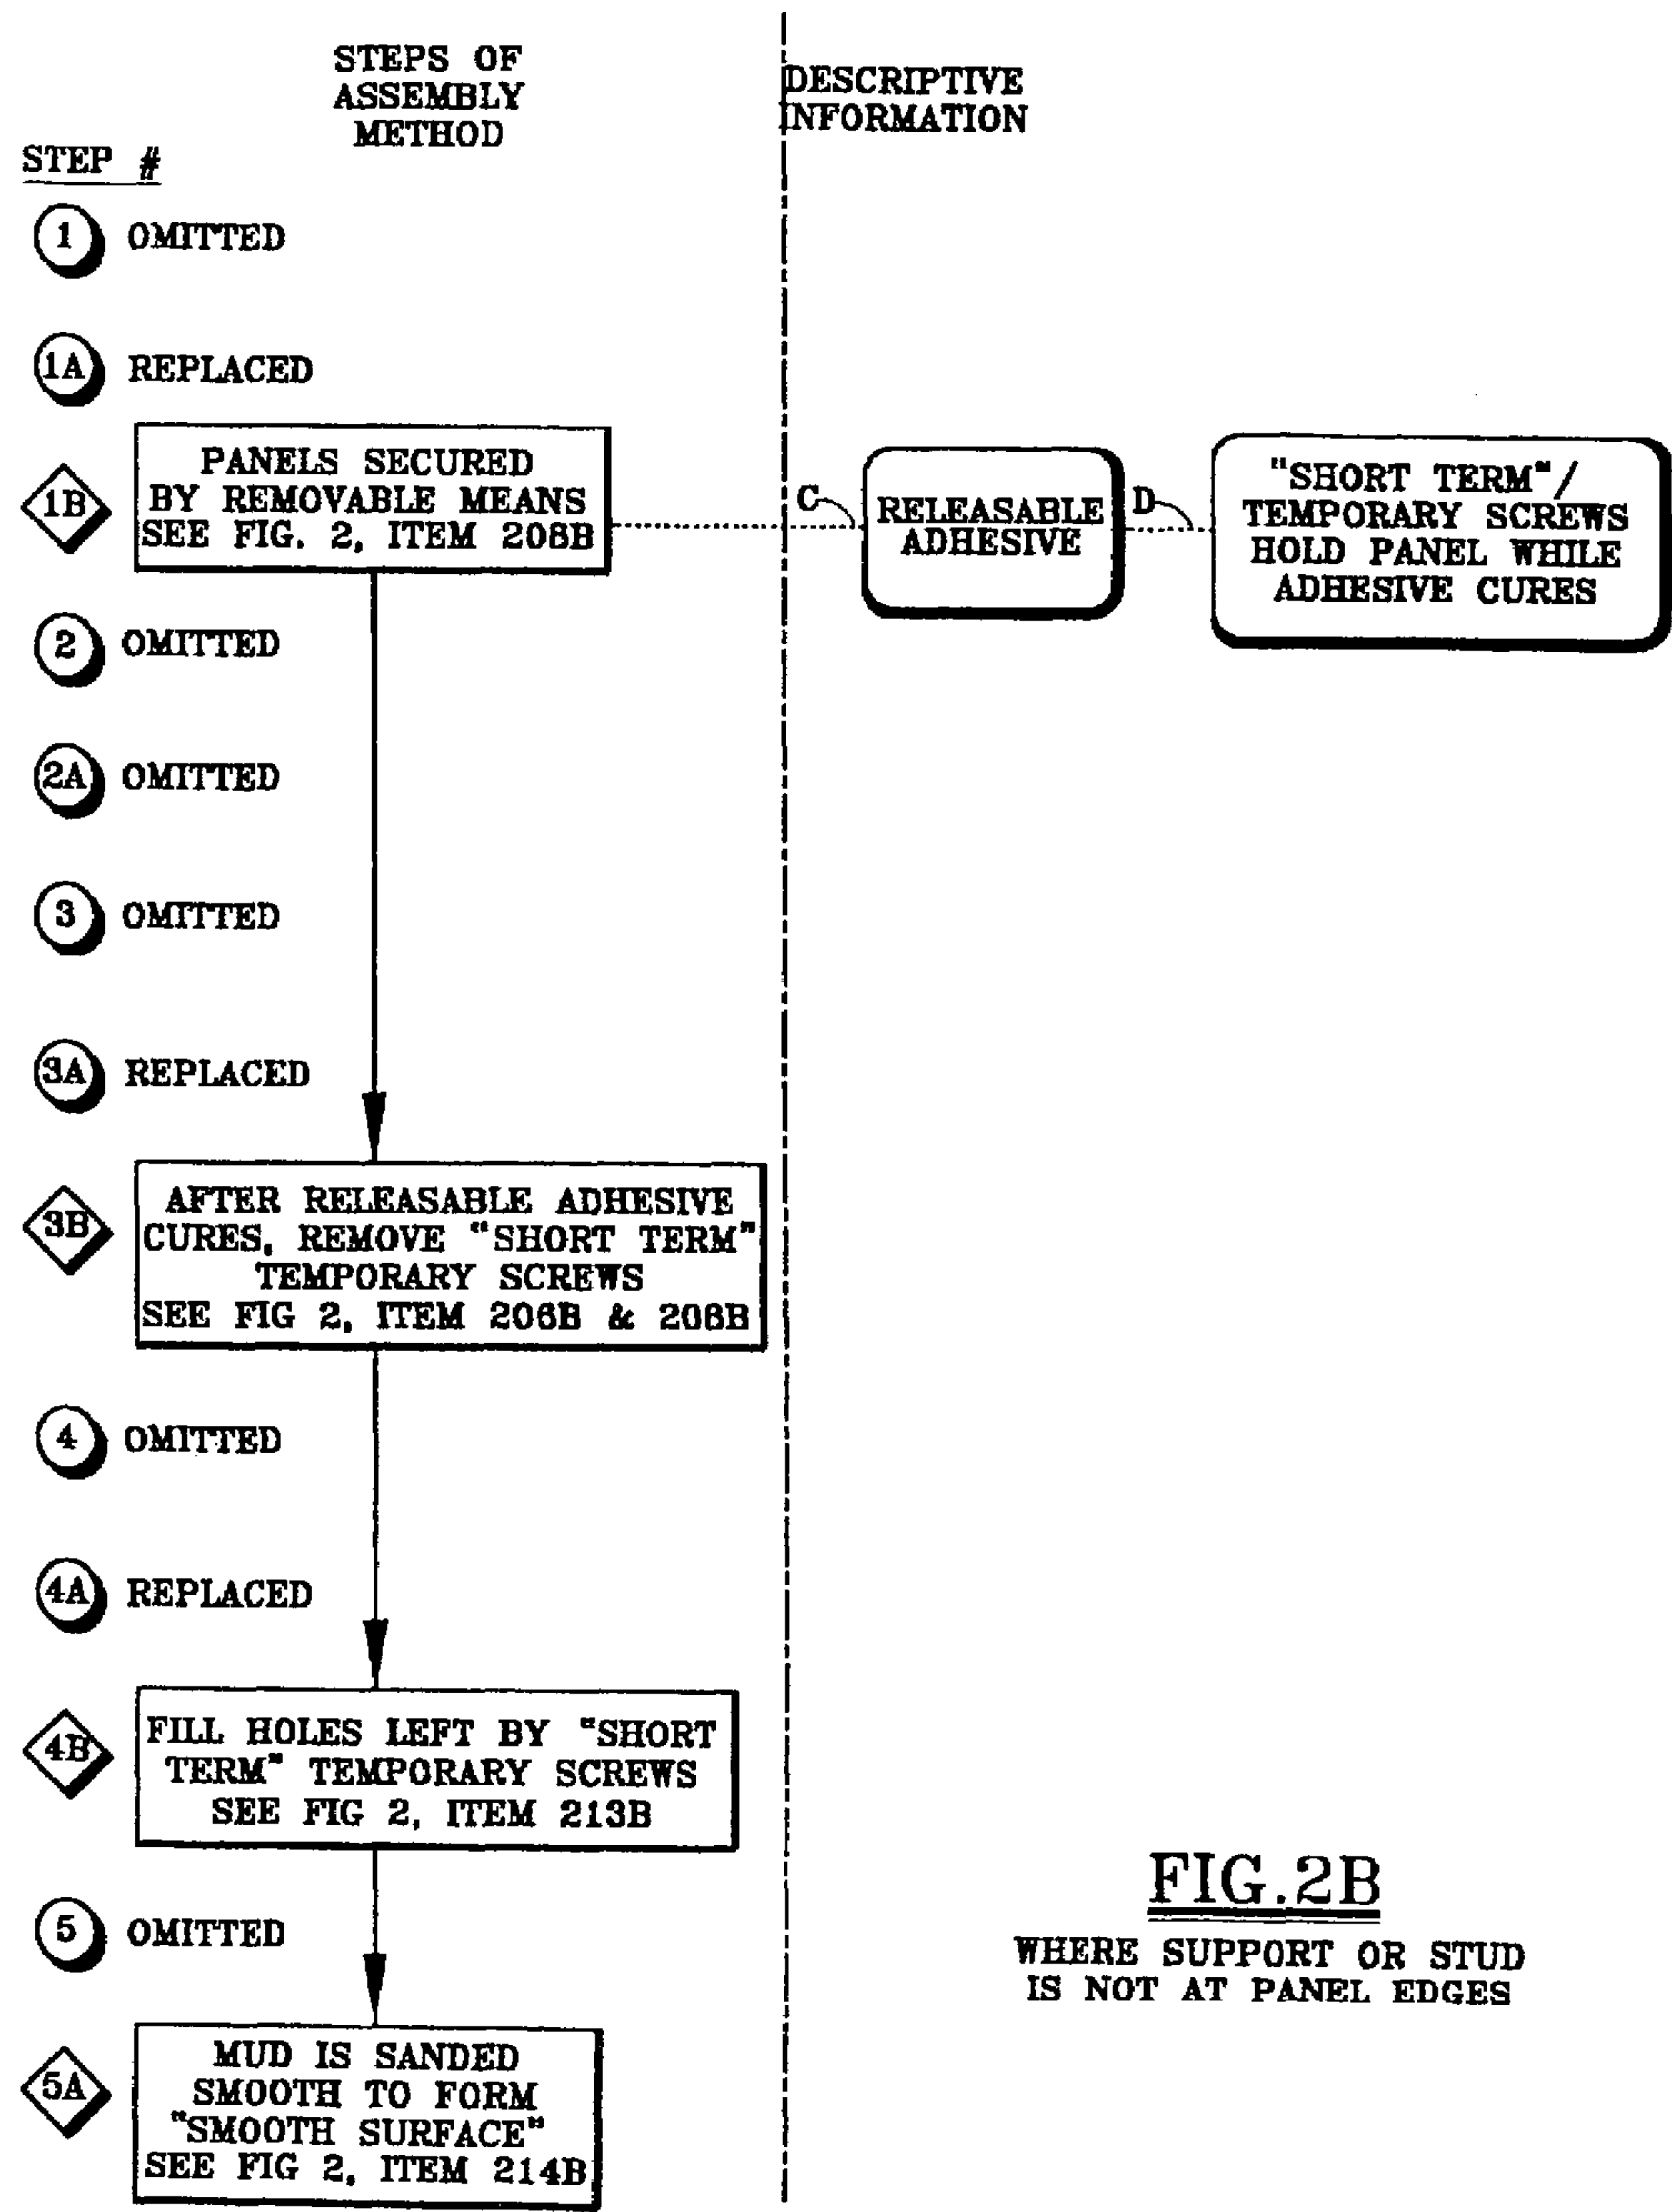 STEPS OF
ASSEMBLY
METHOD
DESCRIPTIVE
INFORMATION
STEP #
1 OMITTED
1A REPLACED
1B
PANELS SECURED
BY REMOVABLE MEANS
SEE FIG. 2, ITEM 208B
C
RELEASABLE
ADHESIVE
D
"SHORT TERM"/
TEMPORARY SCREWS
HOLD PANEL WHILE
ADHESIVE CURES
2 OMITTED
2A OMITTED
3 OMITTED
3A REPLACED
3B
AFTER RELEASABLE ADHESIVE
CURES, REMOVE "SHORT TERM"
TEMPORARY SCREWS
SEE FIG 2, ITEM 206B & 208B
4 OMITTED
4A REPLACED
4B
FILL HOLES LEFT BY "SHORT
TERM" TEMPORARY SCREWS
SEE FIG 2, ITEM 213B
5 OMITTED
5A
MUD IS SANDED
SMOOTH TO FORM
"SMOOTH SURFACE"
SEE FIG 2, ITEM 214B
FIG.2B
WHERE SUPPORT OR STUD
IS NOT AT PANEL EDGES